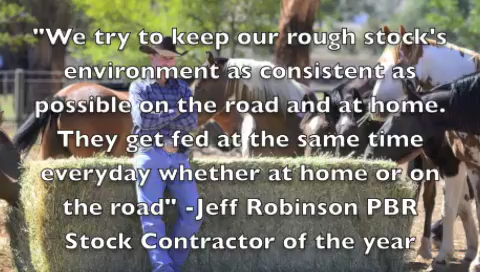 "We try to keep our rough stock's
environment as consistent as
possible on the road and at home.
They get fed at the same time
everyday whether at home or on
the road" -Jeff Robinson PBR
Stock Contractor of the year